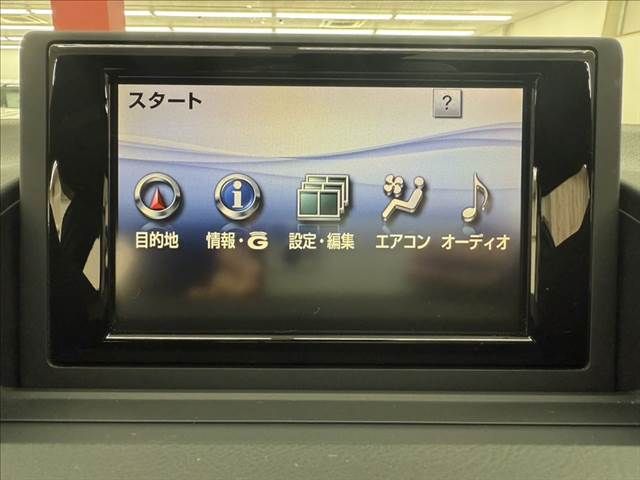 スタート ?
目的地 情報・G 設定・編集 エアコン オーディオ